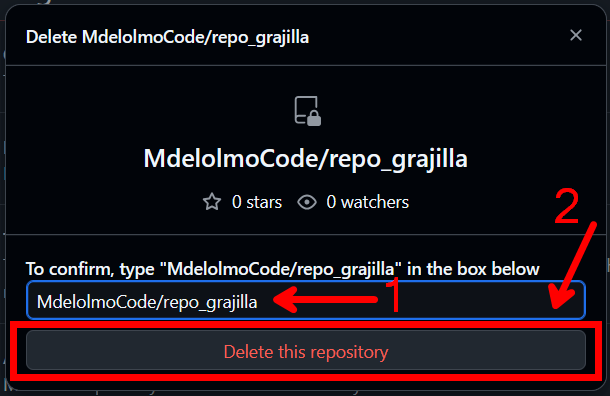 Delete MdelolmoCode/repo_grajilla
MdelolmoCode/repo_grajilla
0 stars 0 watchers
2
To confirm, type "MdelolmoCode/repo_grajilla" in the box below
MdelolmoCode/repo_grajilla 1
Delete this repository